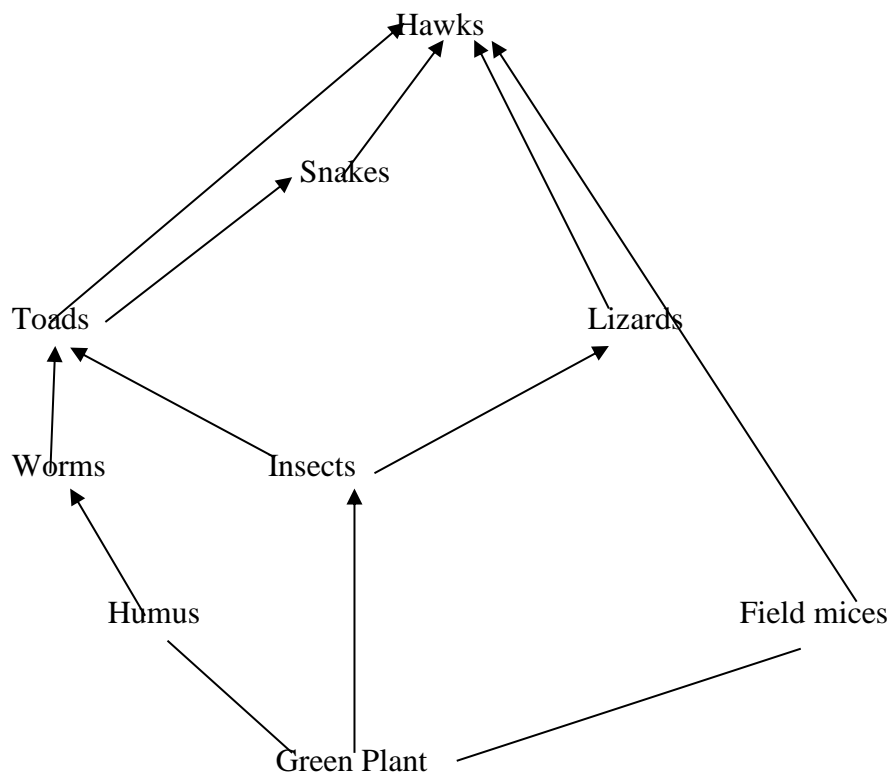 Hawks
Snakes
Toads
Lizards
Worms
Insects
Humus
Field mices
Green Plant